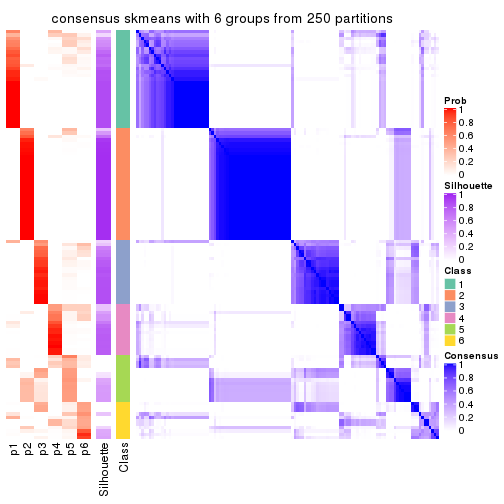 consensus skmeans with 6 groups from 250 partitions
Prob
1
0.8
0.6
0.4
0.2
0
Silhouette
1
0.8
0.6
0.4
0.2
0
Class
1
2
3
4
5
6
Consensus
1
0.8
0.6
0.4
0.2
0
p1
p2
p3
p4
p5
p6
Silhouette
Class